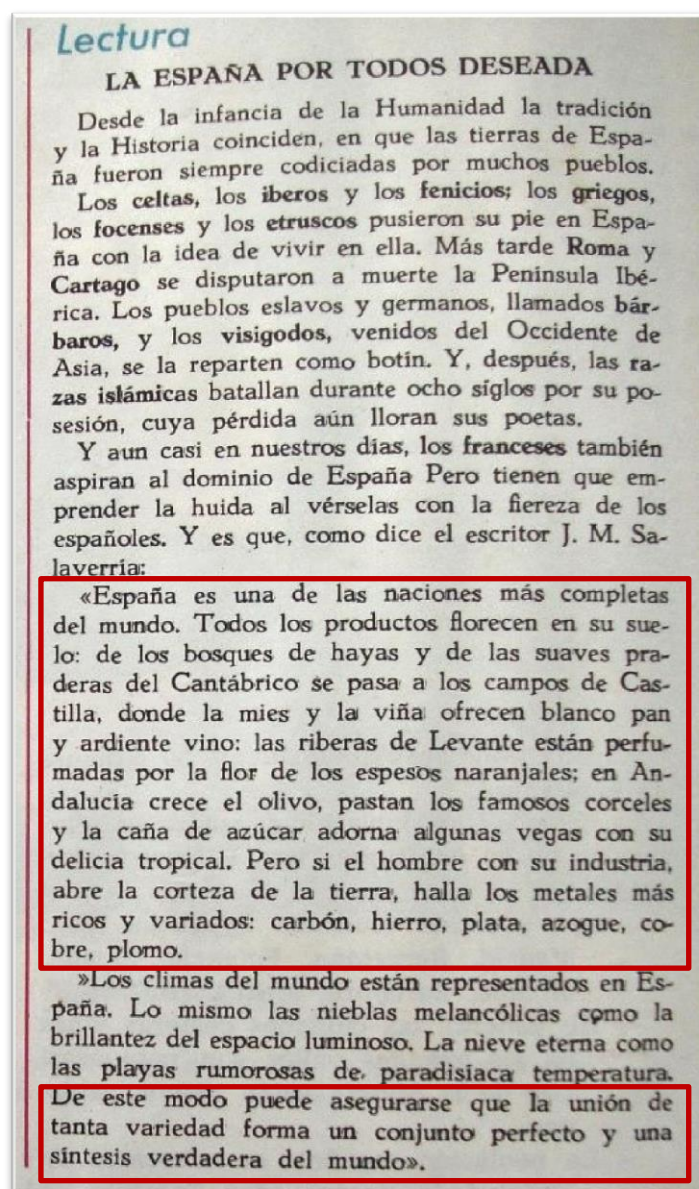 Lectura
LA ESPAÑA POR TODOS DESEADA
Desde la infancia de la Humanidad la tradición
y la Historia coinciden, en que las tierras de Espa-
ña fueron siempre codiciadas por muchos pueblos.
Los celtas, los iberos y los fenicios; los griegos,
los focenses y los etruscos pusieron su pie en Espa-
ña con la idea de vivir en ella. Más tarde Roma y
Cartago se disputaron a muerte la Península Ibé-
rica. Los pueblos eslavos y germanos, llamados bár-
baros, y los visigodos, venidos del Occidente de
Asia, se la reparten como botín. Y, después, las ra-
zas islámicas batallan durante ocho síglos por su po-
sesión, cuya pérdida aún lloran sus poetas.
Y aun casi en nuestros días, los franceses también
aspiran al dominio de España Pero tienen que em-
prender la huida al vérselas con la fiereza de los
españoles. Y es que, como dice el escritor J. M. Sa-
laverría:
«España es una de las naciones más completas
del mundo. Todos los productos florecen en su sue-
lo: de los bosques de hayas y de las suaves pra-
deras del Cantábrico se pasa a los campos de Cas-
tilla, donde la mies y la viña ofrecen blanco pan
y ardiente vino: las riberas de Levante están perfu-
madas por la flor de los espesos naranjales; en An-
dalucía crece el olivo, pastan los famosos corceles
y la caña de azúcar adorna algunas vegas con su
delicia tropical. Pero si el hombre con su industria,
abre la corteza de la tierra, halla los metales más
ricos y variados: carbón, hierro, plata, azogue, co-
bre, plomo.
»Los climas del mundo están representados en Es-
paña. Lo mismo las nieblas melancólicas como la
brillantez del espacio luminoso. La nieve eterna como
las playas rumorosas de paradisíaca temperatura.
De este modo puede asegurarse que la unión de
tanta variedad forma un conjunto perfecto y una
síntesis verdadera del mundo».